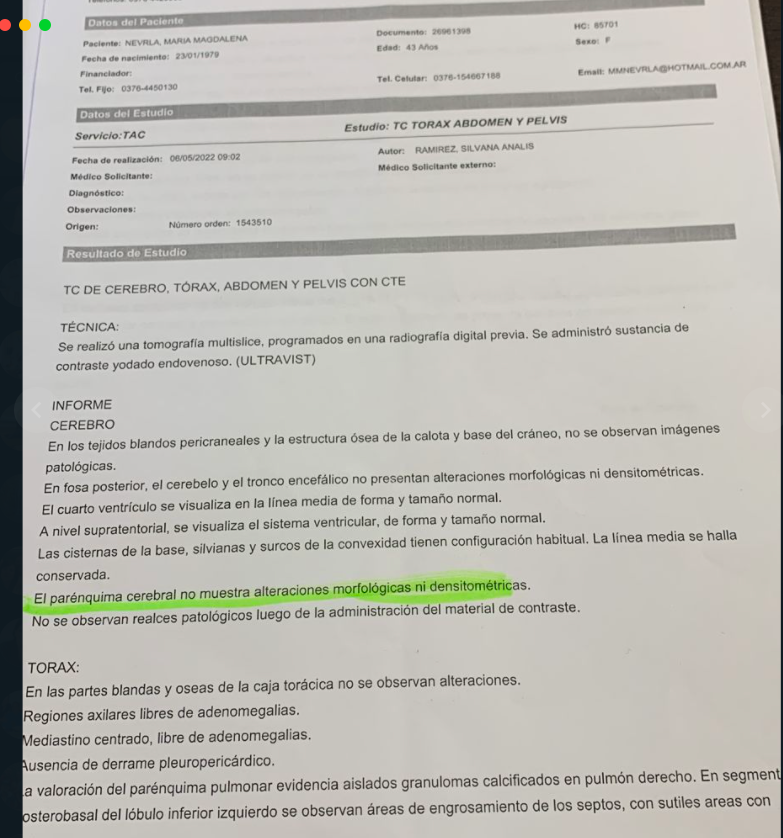 Datos del Paciente
Paciente: NEVRLA, MARIA MAGDALENA Documento: 26961398 HC: 65701
Fecha de nacimiento: 23/01/1979 Edad: 43 Años Sexo: F
Financiador:
Tel. Fijo: 0376-4450130 Tel. Celular: 0376-154667188 Email: MMNEVRLA@HOTMAIL.COM.AR
Datos del Estudio
Servicio:TAC Estudio: TC TORAX ABDOMEN Y PELVIS
Fecha de realización: 06/05/2022 09:02 Autor: RAMIREZ, SILVANA ANALIS
Médico Solicitante: Médico Solicitante externo:
Diagnóstico:
Observaciones:
Origen: Número orden: 1543510
Resultado de Estudio
TC DE CEREBRO, TÓRAX, ABDOMEN Y PELVIS CON CTE
TÉCNICA:
Se realizó una tomografía multislice, programados en una radiografía digital previa. Se administró sustancia de
contraste yodado endovenoso. (ULTRAVIST)
INFORME
CEREBRO
En los tejidos blandos pericraneales y la estructura ósea de la calota y base del cráneo, no se observan imágenes
patológicas.
En fosa posterior, el cerebelo y el tronco encefálico no presentan alteraciones morfológicas ni densitométricas.
El cuarto ventrículo se visualiza en la línea media de forma y tamaño normal.
A nivel supratentorial, se visualiza el sistema ventricular, de forma y tamaño normal.
Las cisternas de la base, silvianas y surcos de la convexidad tienen configuración habitual. La línea media se halla
conservada.
El parénquima cerebral no muestra alteraciones morfológicas ni densitométricas.
No se observan realces patológicos luego de la administración del material de contraste.
TORAX:
En las partes blandas y oseas de la caja torácica no se observan alteraciones.
Regiones axilares libres de adenomegalias.
Mediastino centrado, libre de adenomegalias.
Ausencia de derrame pleuropericárdico.
a valoración del parénquima pulmonar evidencia aislados granulomas calcificados en pulmón derecho. En segment
osterobasal del lóbulo inferior izquierdo se observan áreas de engrosamiento de los septos, con sutiles areas con